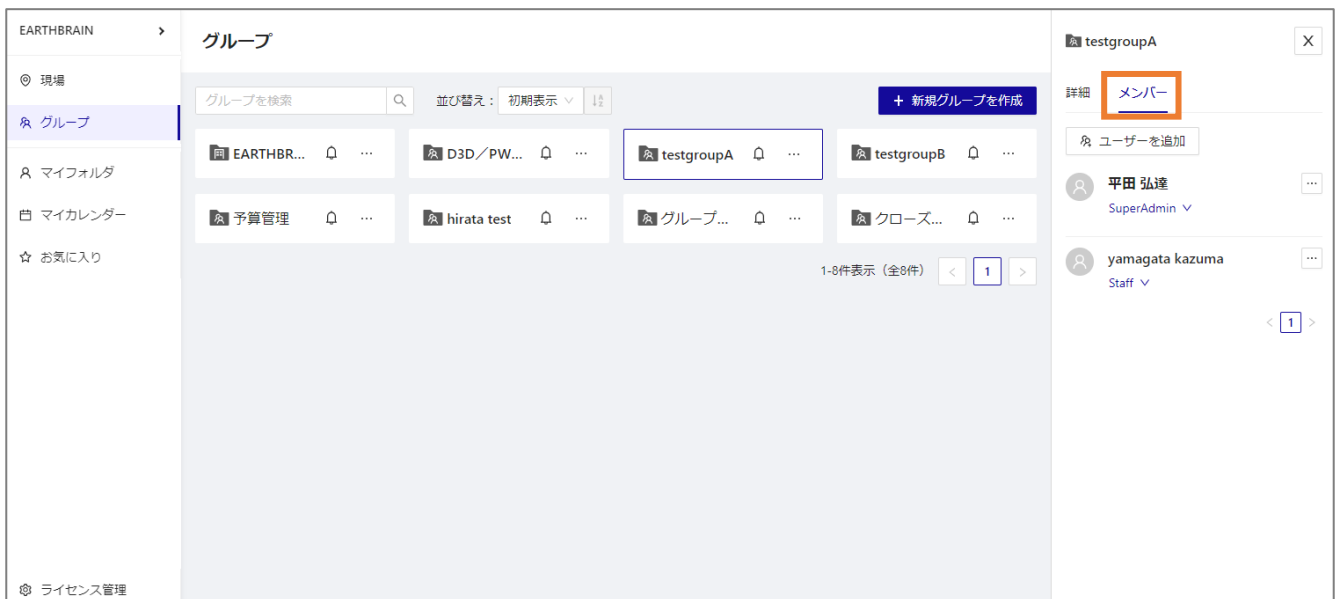 EARTHBRAIN
現場
グループ
マイフォルダ
マイカレンダー
お気に入り
ライセンス管理
グループ
グループを検索
並び替え： 初期表示
+ 新規グループを作成
EARTHBR... …
D3D／PW... …
testgroupA …
testgroupB …
予算管理 …
hirata test …
グループ... …
クローズ... …
1-8件表示（全8件） < 1 >
testgroupA X
詳細 メンバー
ユーザーを追加
平田 弘達 …
SuperAdmin
yamagata kazuma …
Staff
< 1 >